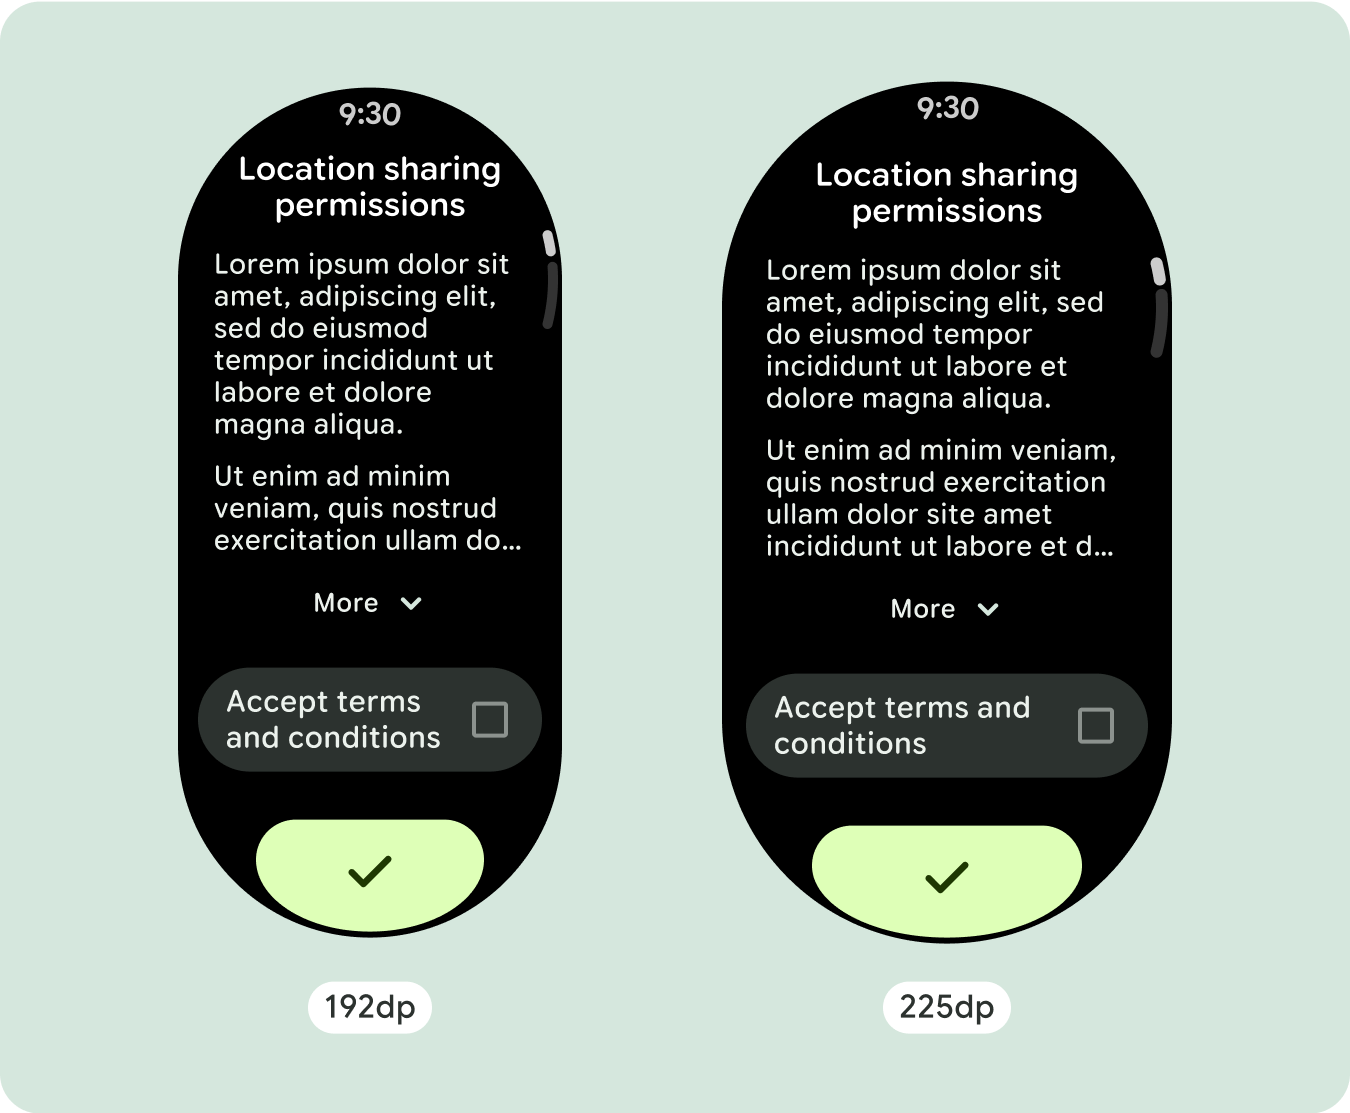 9:30
Location sharing
permissions
Lorem ipsum dolor sit
amet, adipiscing elit,
sed do eiusmod
tempor incididunt ut
labore et dolore
magna aliqua.
Ut enim ad minim
veniam, quis nostrud
exercitation ullam do...
More
Accept terms
and conditions
192dp
9:30
Location sharing
permissions
Lorem ipsum dolor sit
amet, adipiscing elit, sed
do eiusmod tempor
incididunt ut labore et
dolore magna aliqua.
Ut enim ad minim veniam,
quis nostrud exercitation
ullam dolor site amet
incididunt ut labore et d...
More
Accept terms and
conditions
225dp